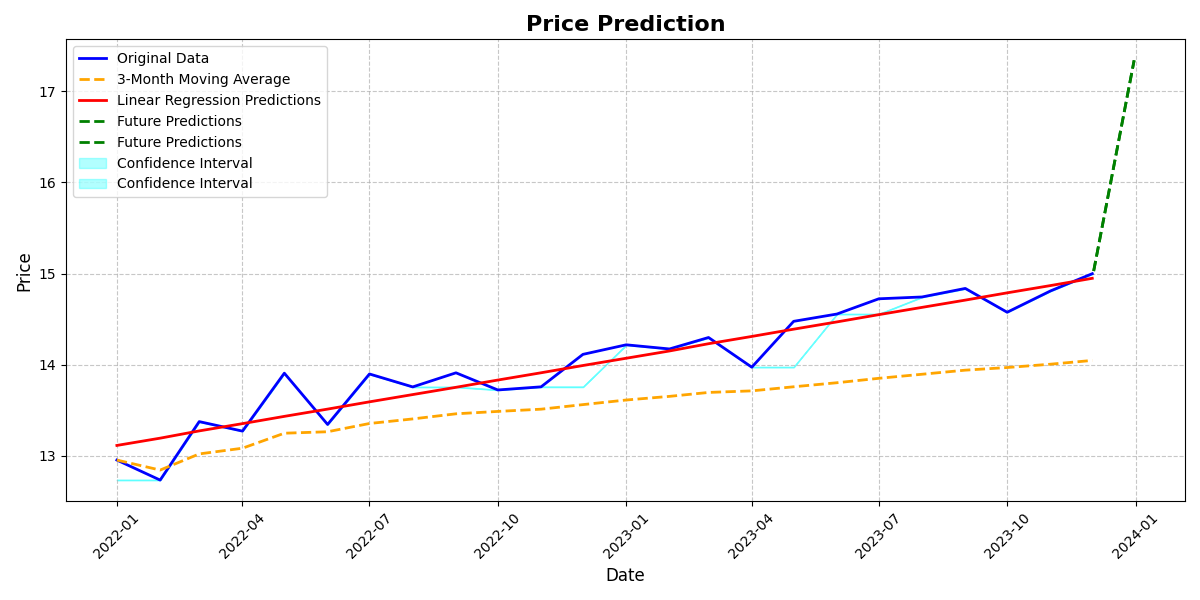 Price Prediction
Original Data
3-Month Moving Average
Linear Regression Predictions
Future Predictions
Future Predictions
Confidence Interval
Confidence Interval
Price
17
16
15
14
13
2022-01
2022-04
2022-07
2022-10
2023-01
2023-04
2023-07
2023-10
2024-01
Date